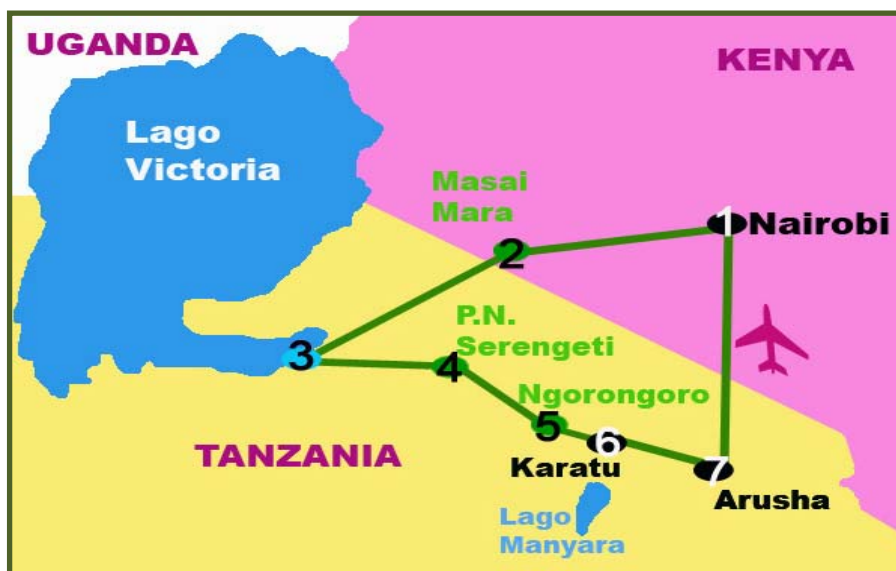 UGANDA
KENYA
Lago
Victoria
Masai
Mara
1
Nairobi
2
P.N.
Serengeti
3
4
Ngorongoro
5
6
TANZANIA
Karatu
7
Arusha
Lago
Manyara